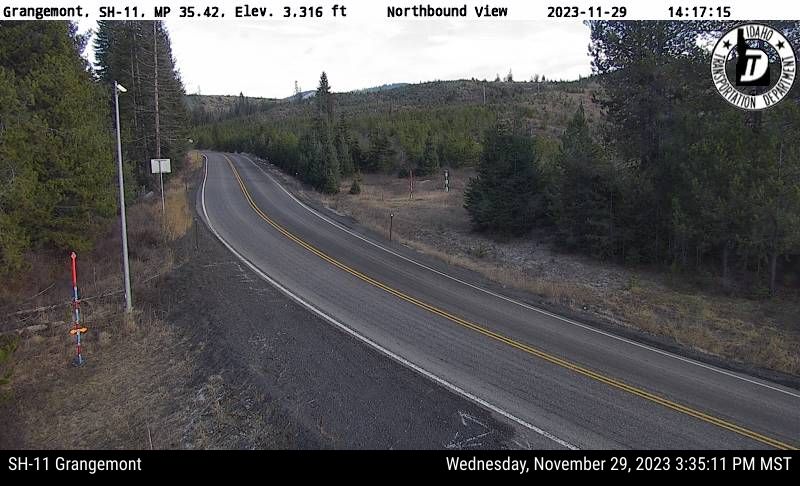 Grangemont, SH-11, MP 35.42, Elev. 3,316 ft Northbound View 2023-11-29 14:17:15
IDAHO
TRANSPORTATION DEPARTMENT
SH-11 Grangemont Wednesday, November 29, 2023 3:35:11 PM MST